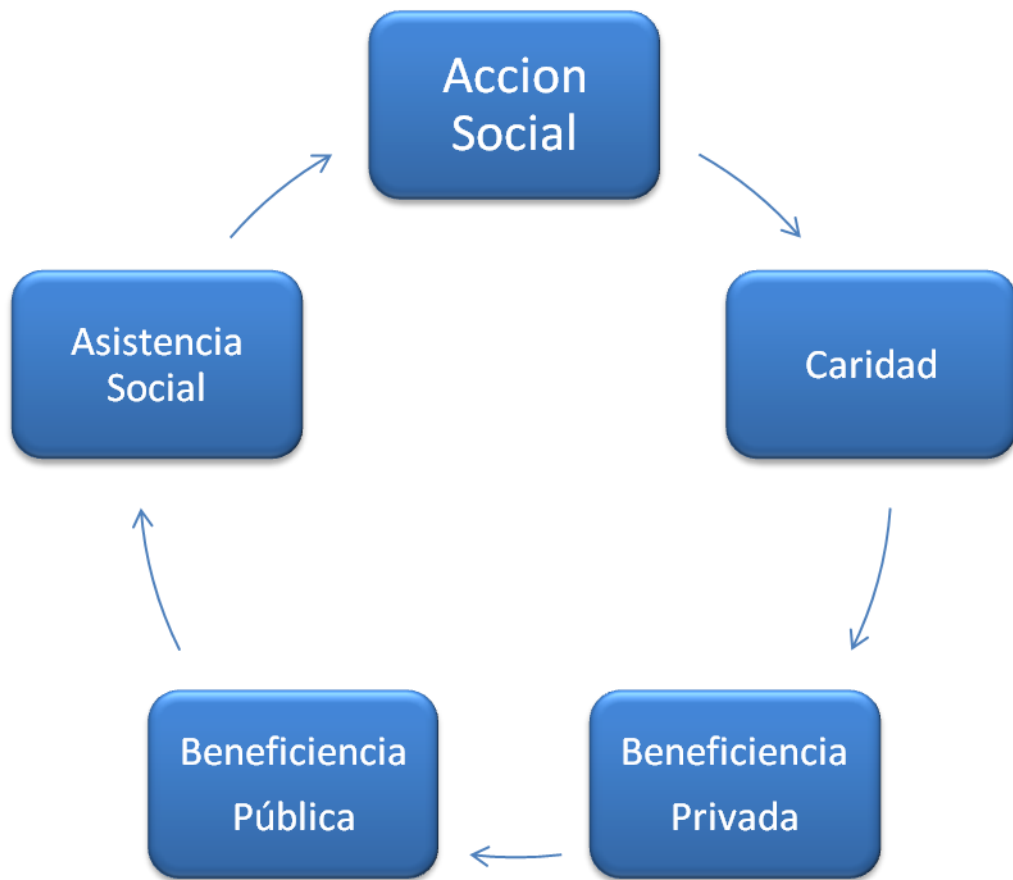 Accion
Social
Caridad
Beneficiencia
Privada
Beneficiencia
Pública
Asistencia
Social